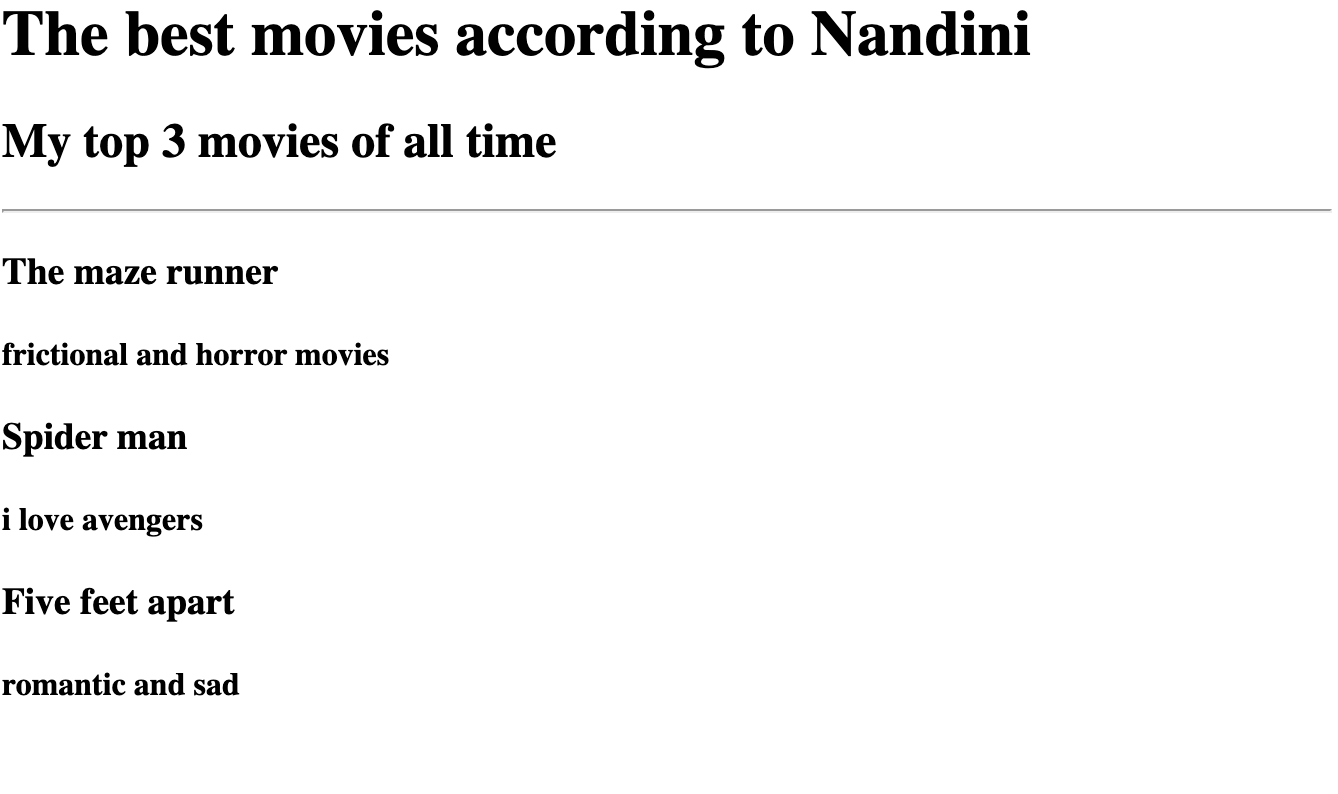 The best movies according to Nandini
My top 3 movies of all time
The maze runner
frictional and horror movies
Spider man
i love avengers
Five feet apart
romantic and sad